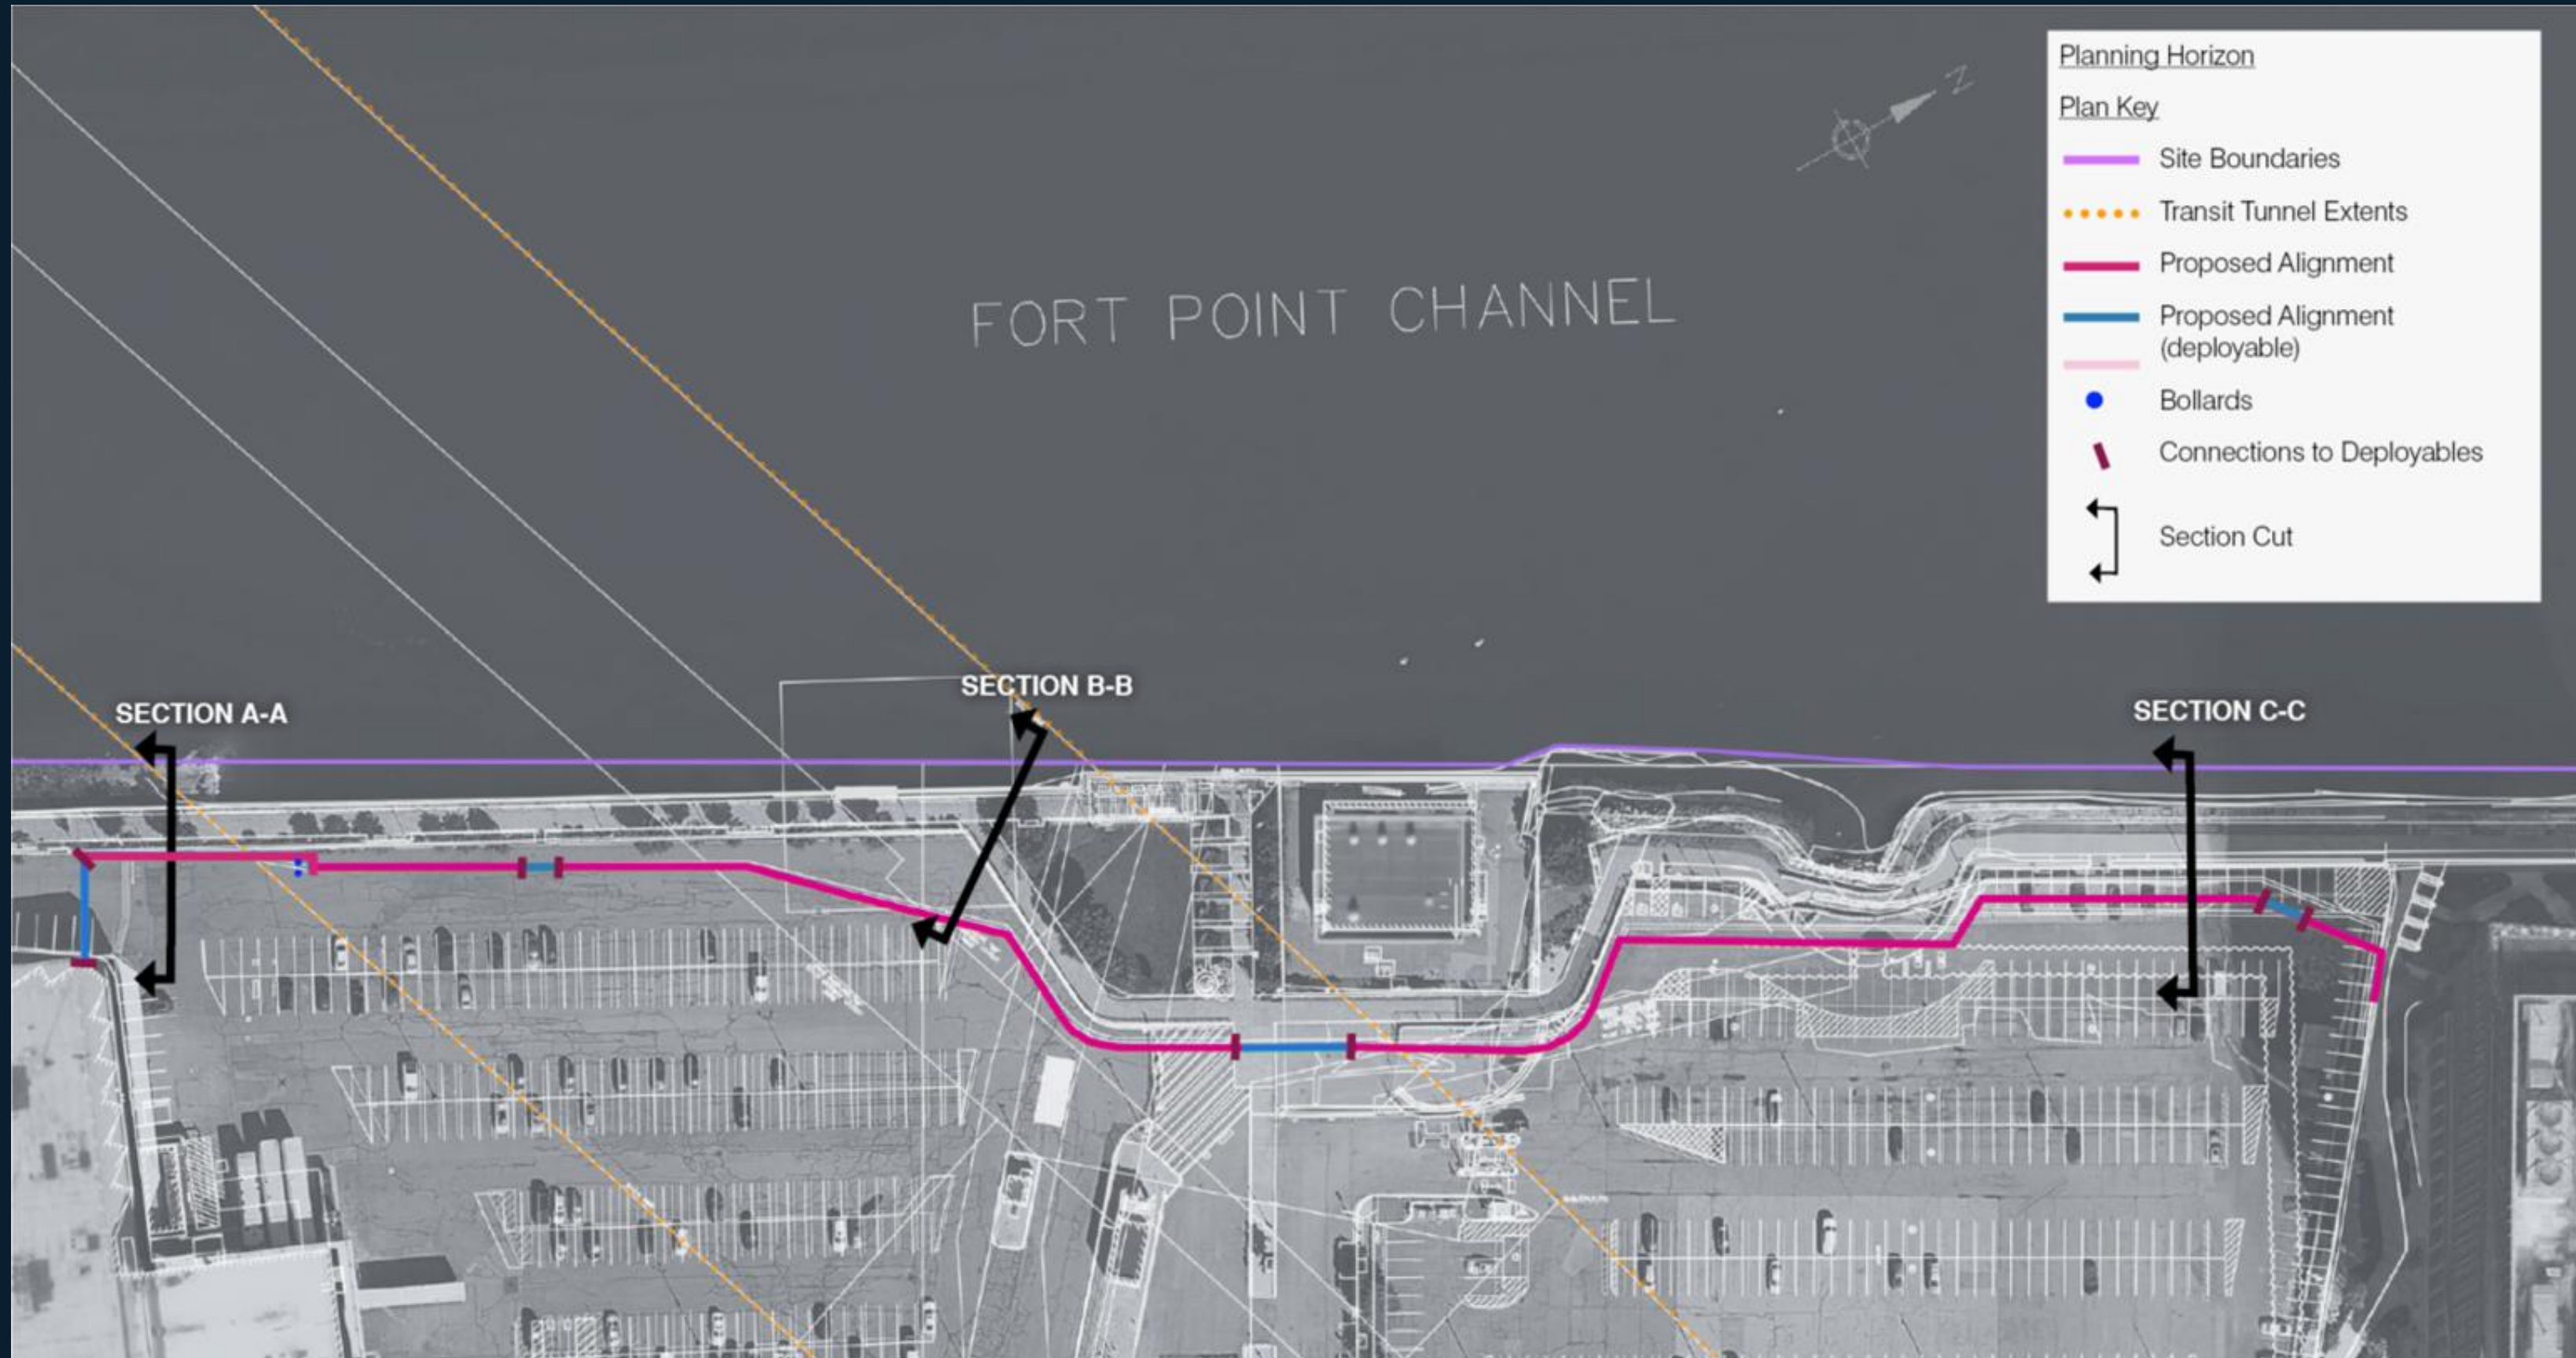 Planning Horizon
Plan Key
Site Boundaries
Transit Tunnel Extents
Proposed Alignment
Proposed Alignment
(deployable)
Bollards
Connections to Deployables
Section Cut
N
FORT POINT CHANNEL
SECTION A-A
SECTION B-B
SECTION C-C